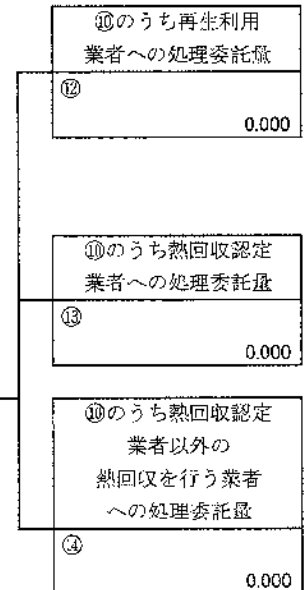 ⑩のうち再生利用
業者への処理委託量
⑫
0.000
⑩のうち熱回収認定
業者への処理委託量
⑬
0.000
⑩のうち熱回収認定
業者以外の
熱回収を行う業者
への処理委託量
⑭
0.000